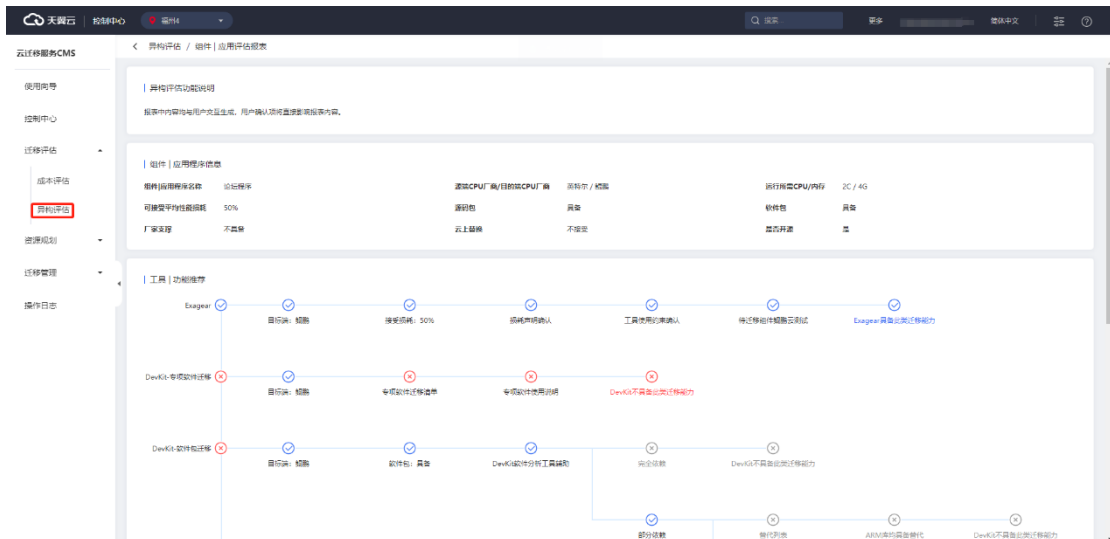 天翼云 | 控制中心 福州4 搜索 更多 简体中文
云迁移服务CMS
异构评估 / 组件 | 应用评估报表
使用向导
控制中心
迁移评估
成本评估
异构评估
资源规划
迁移管理
操作日志
异构评估功能说明
报表中内容均与用户交互生成，用户确认项将直接影响报表内容。
组件 | 应用程序信息
组件|应用程序名称 论坛程序 源端CPU厂商/目的端CPU厂商 英特尔 / 鲲鹏 运行所需CPU/内存 2C / 4G
可接受平均性能损耗 50% 源码包 具备 软件包 具备
厂家支撑 不具备 云上替换 不接受 是否开源 是
工具 | 功能推荐
Exagear
目标端：鲲鹏 接受损耗：50% 损耗声明确认 工具使用约束确认 待迁移组件鲲鹏云测试 Exagear具备此类迁移能力
DevKit-专项软件迁移
目标端：鲲鹏 专项软件迁移清单 专项软件使用说明 DevKit不具备此类迁移能力
DevKit-软件包迁移
目标端：鲲鹏 软件包：具备 DevKit软件分析工具辅助 完全依赖 DevKit不具备此类迁移能力
部分依赖 替代列表 ARM库均具备替代 DevKit不具备此类迁移能力